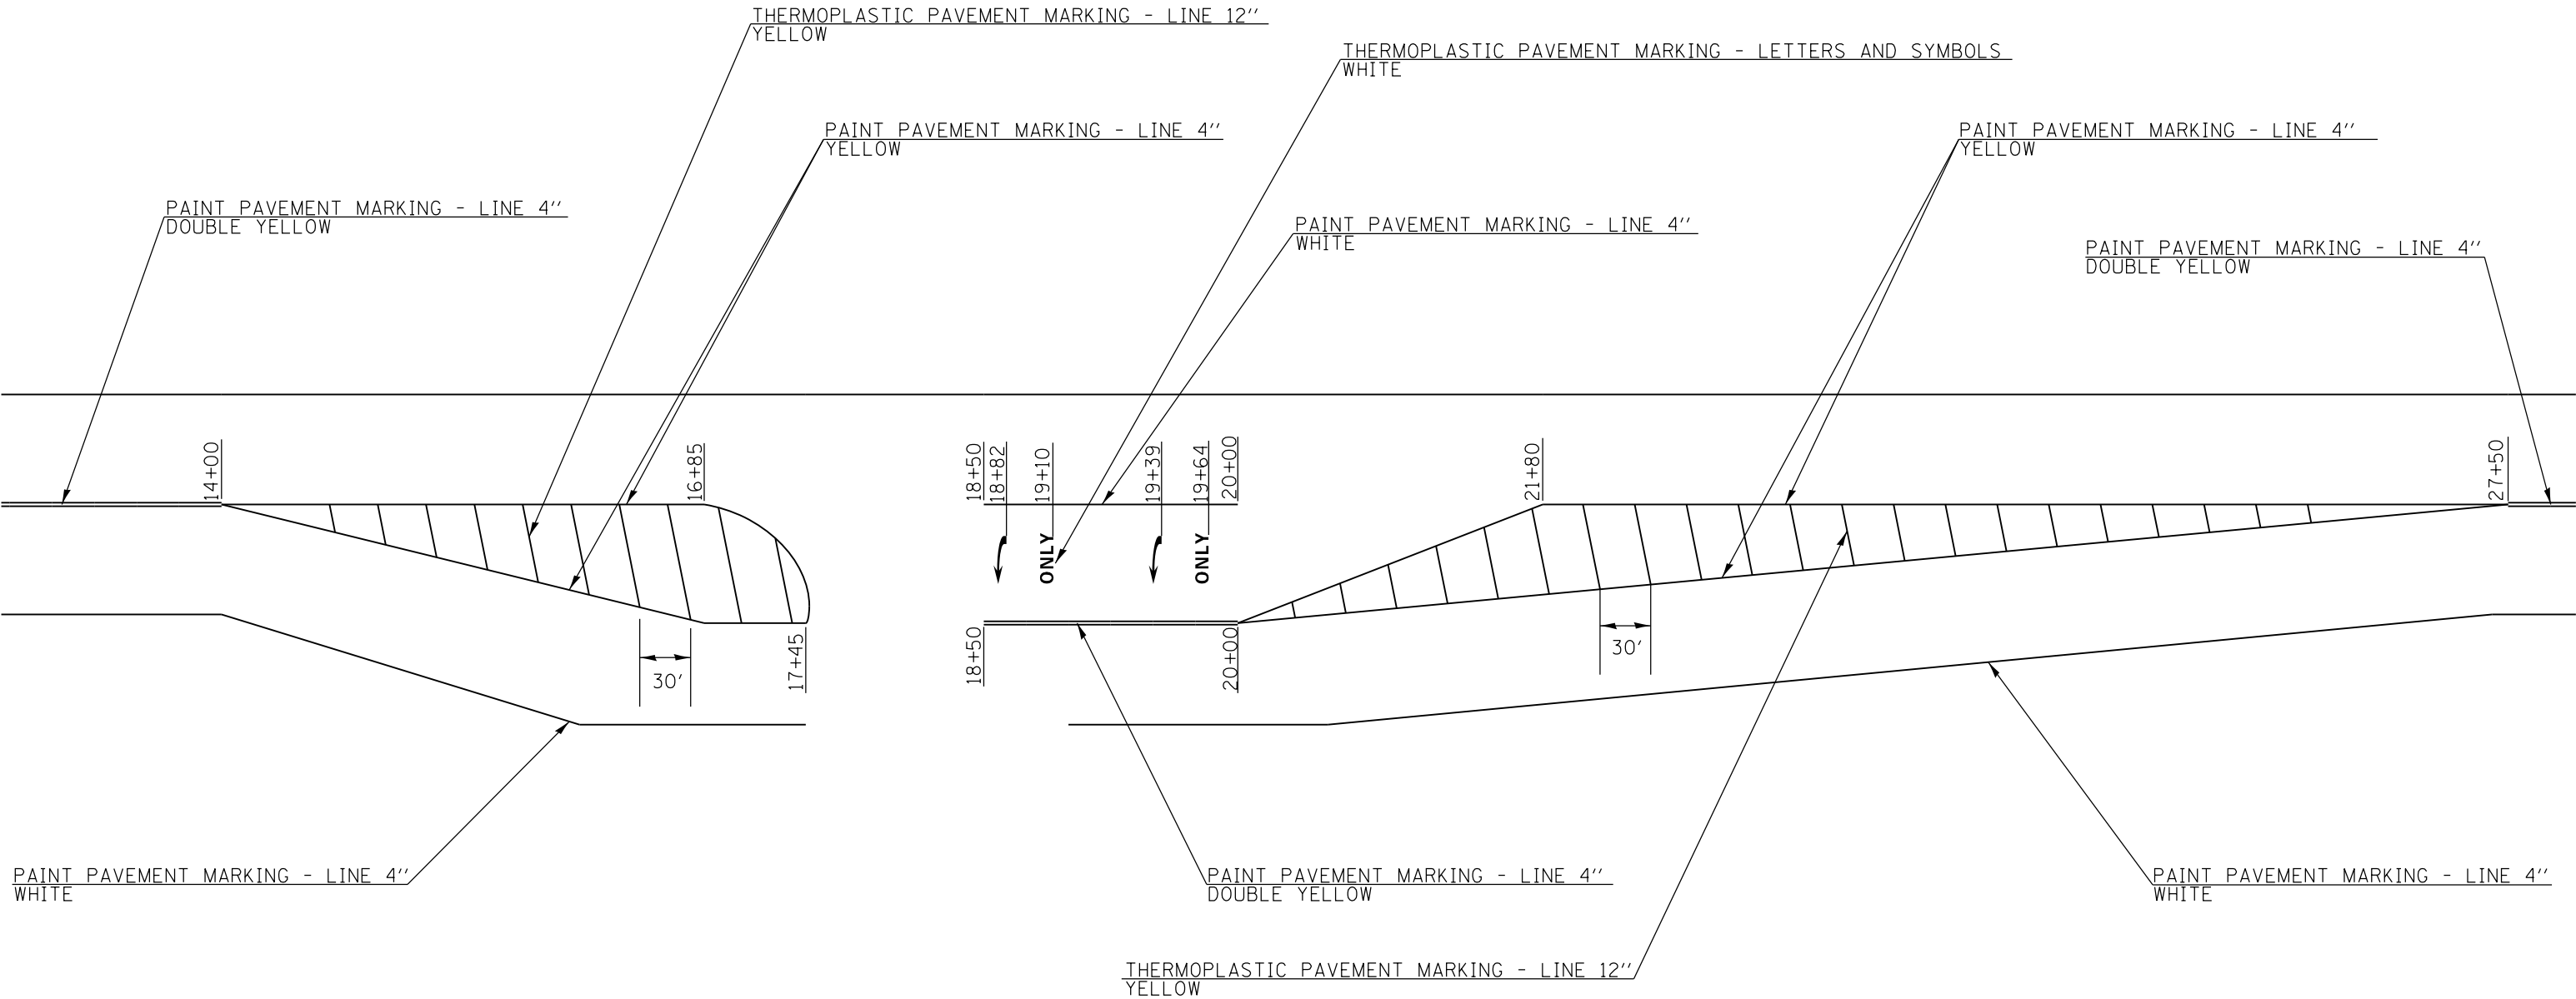 THERMOPLASTIC PAVEMENT MARKING - LINE 12''
YELLOW
THERMOPLASTIC PAVEMENT MARKING - LETTERS AND SYMBOLS
WHITE
PAINT PAVEMENT MARKING - LINE 4''
YELLOW
PAINT PAVEMENT MARKING - LINE 4''
YELLOW
PAINT PAVEMENT MARKING - LINE 4''
DOUBLE YELLOW
PAINT PAVEMENT MARKING - LINE 4''
WHITE
PAINT PAVEMENT MARKING - LINE 4''
DOUBLE YELLOW
14+00
16+85
18+50
18+82
19+10
19+39
19+64
20+00
21+80
27+50
ONLY
ONLY
17+45
18+50
20+00
30'
30'
PAINT PAVEMENT MARKING - LINE 4''
WHITE
PAINT PAVEMENT MARKING - LINE 4''
DOUBLE YELLOW
PAINT PAVEMENT MARKING - LINE 4''
WHITE
THERMOPLASTIC PAVEMENT MARKING - LINE 12''
YELLOW